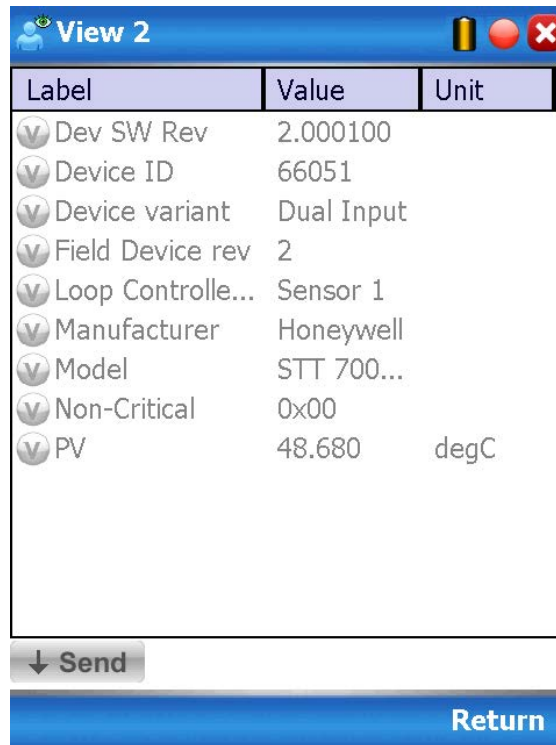 View 2
Label Value Unit
Dev SW Rev 2.000100
Device ID 66051
Device variant Dual Input
Field Device rev 2
Loop Controlle... Sensor 1
Manufacturer Honeywell
Model STT 700...
Non-Critical 0x00
PV 48.680 degC
↓ Send
Return